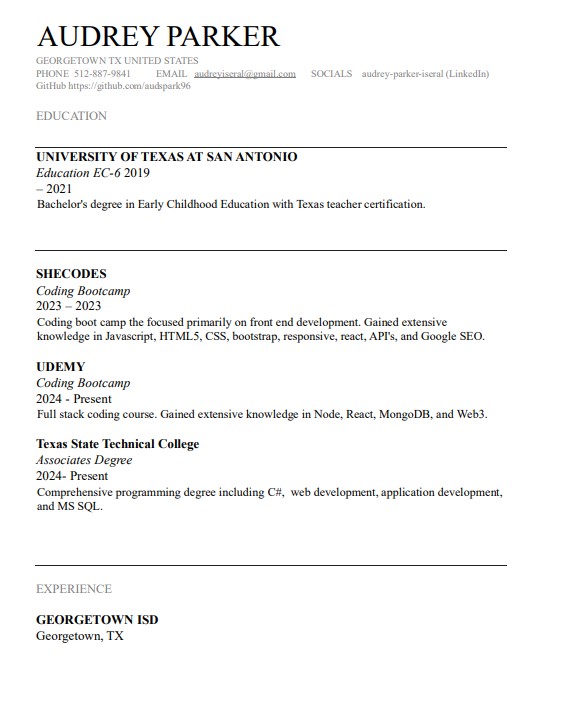 AUDREY PARKER
GEORGETOWN TX UNITED STATES
PHONE 512-887-9841 EMAIL audreyiseral@gmail.com SOCIALS audrey-parker-iseral (LinkedIn)
GitHub https://github.com/audspark96
EDUCATION
UNIVERSITY OF TEXAS AT SAN ANTONIO
Education EC-6 2019
– 2021
Bachelor's degree in Early Childhood Education with Texas teacher certification.
SHECODES
Coding Bootcamp
2023 – 2023
Coding boot camp the focused primarily on front end development. Gained extensive
knowledge in Javascript, HTML5, CSS, bootstrap, responsive, react, API's, and Google SEO.
UDEMY
Coding Bootcamp
2024 - Present
Full stack coding course. Gained extensive knowledge in Node, React, MongoDB, and Web3.
Texas State Technical College
Associates Degree
2024- Present
Comprehensive programming degree including C#, web development, application development,
and MS SQL.
EXPERIENCE
GEORGETOWN ISD
Georgetown, TX